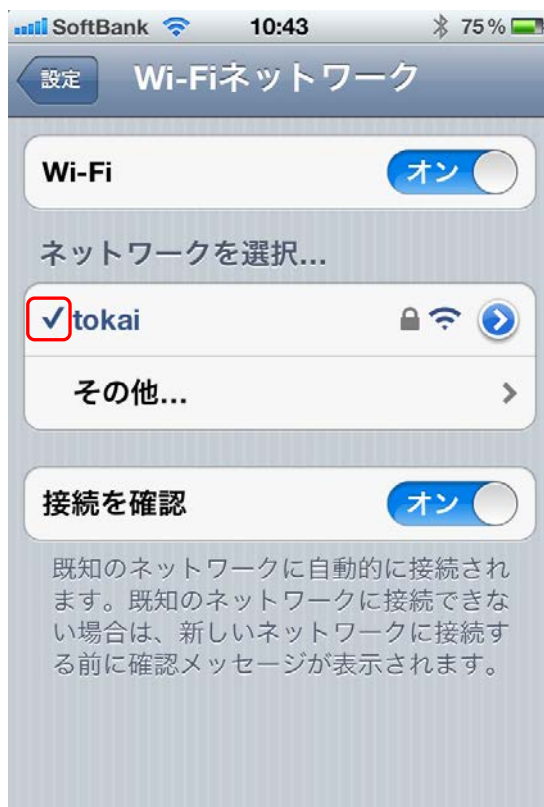 SoftBank 10:43 75%
設定 Wi-Fiネットワーク
Wi-Fi オン
ネットワークを選択...
✓tokai
その他...
接続を確認 オン
既知のネットワークに自動的に接続され
ます。既知のネットワークに接続できな
い場合は、新しいネットワークに接続す
る前に確認メッセージが表示されます。